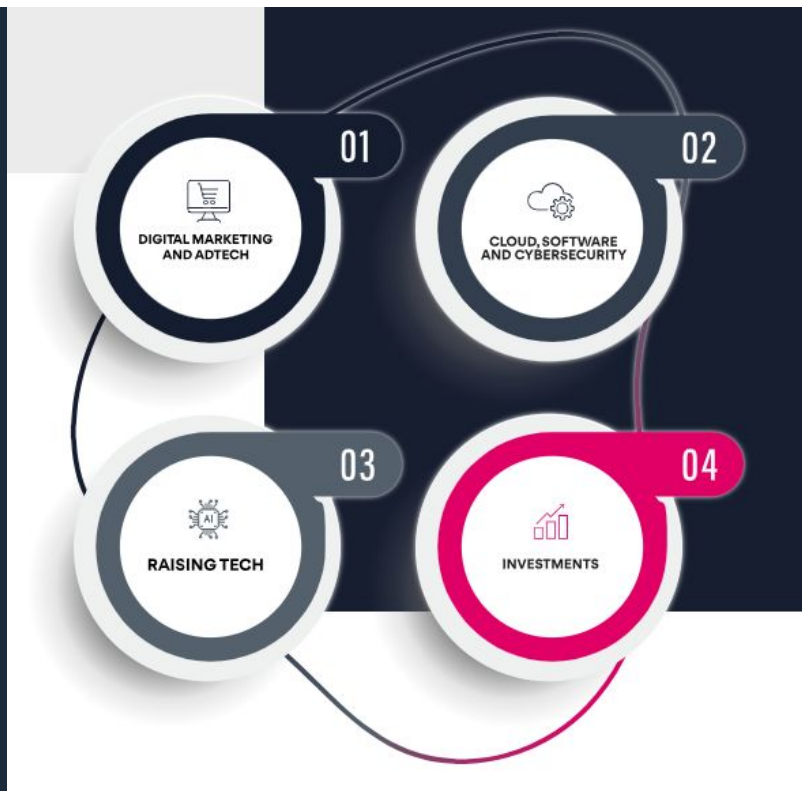 01
DIGITAL MARKETING
AND ADTECH
02
CLOUD, SOFTWARE
AND CYBERSECURITY
03
AI
RAISING TECH
04
INVESTMENTS